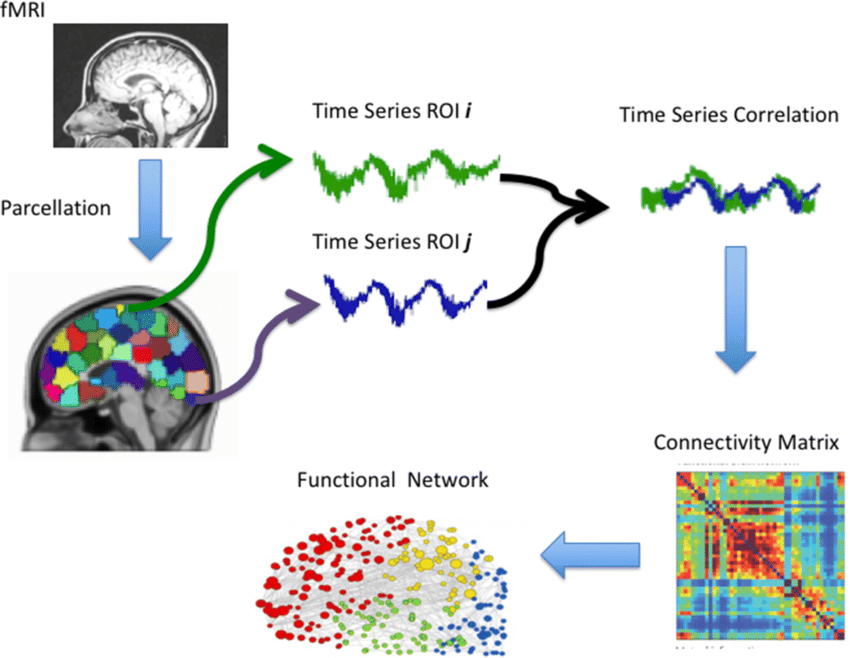 fMRI
Time Series ROI i
Time Series Correlation
Parcellation
Time Series ROI j
Connectivity Matrix
Functional Network